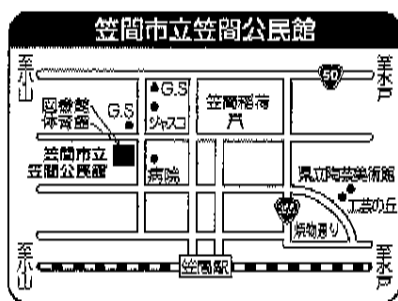 笠間市立笠間公民館
至小山
至水戸
50
G.S
図書館
体育館
G.S
ジャスコ
笠間稲荷
笠間市立
笠間公民館
病院
県立陶芸美術館
工芸の丘
焼物通り
至小山
笠間駅
至水戸